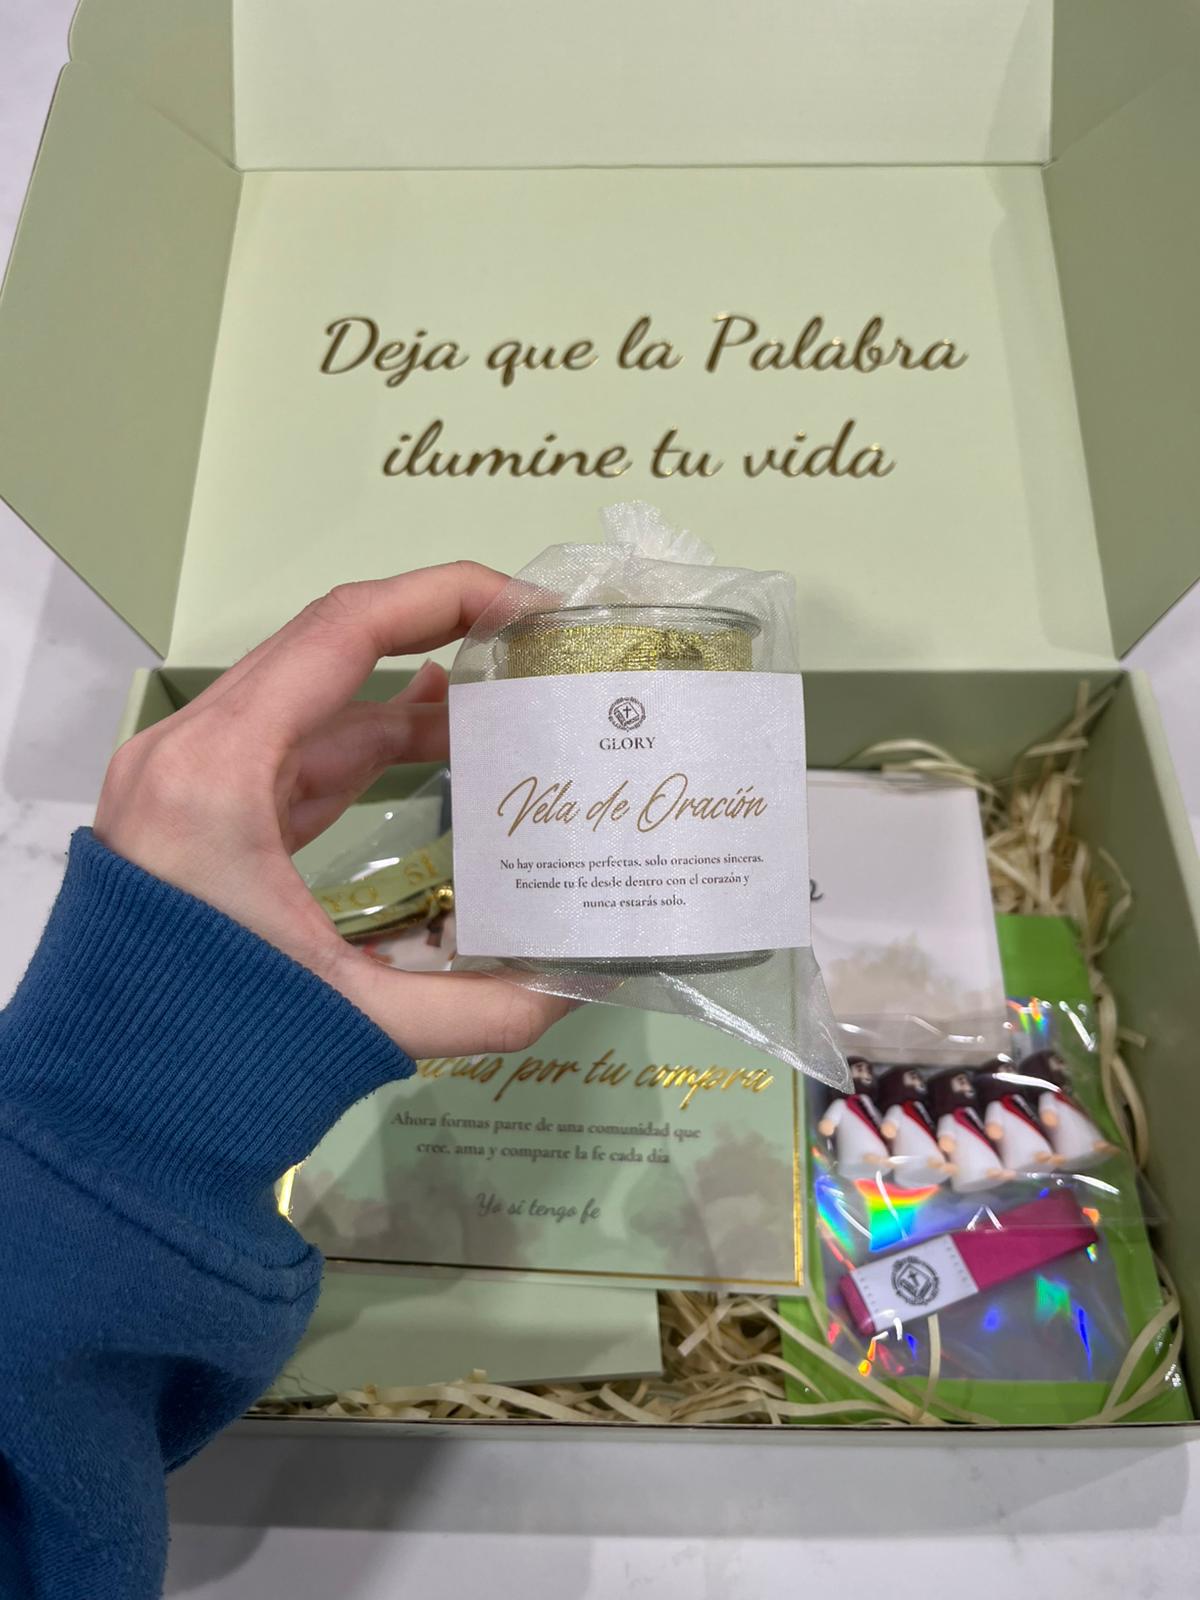 Deja que la Palabra
ilumine tu vida
GLORY
Vela de Oración
No hay oraciones perfectas, solo oraciones sinceras.
Enciende tu fe desde dentro con el corazón y
nunca estarás solo.
YO SÍ
por tu compra
Ahora formas parte de una comunidad que
cree, ama y comparte la fe cada día
Yo sí tengo fe